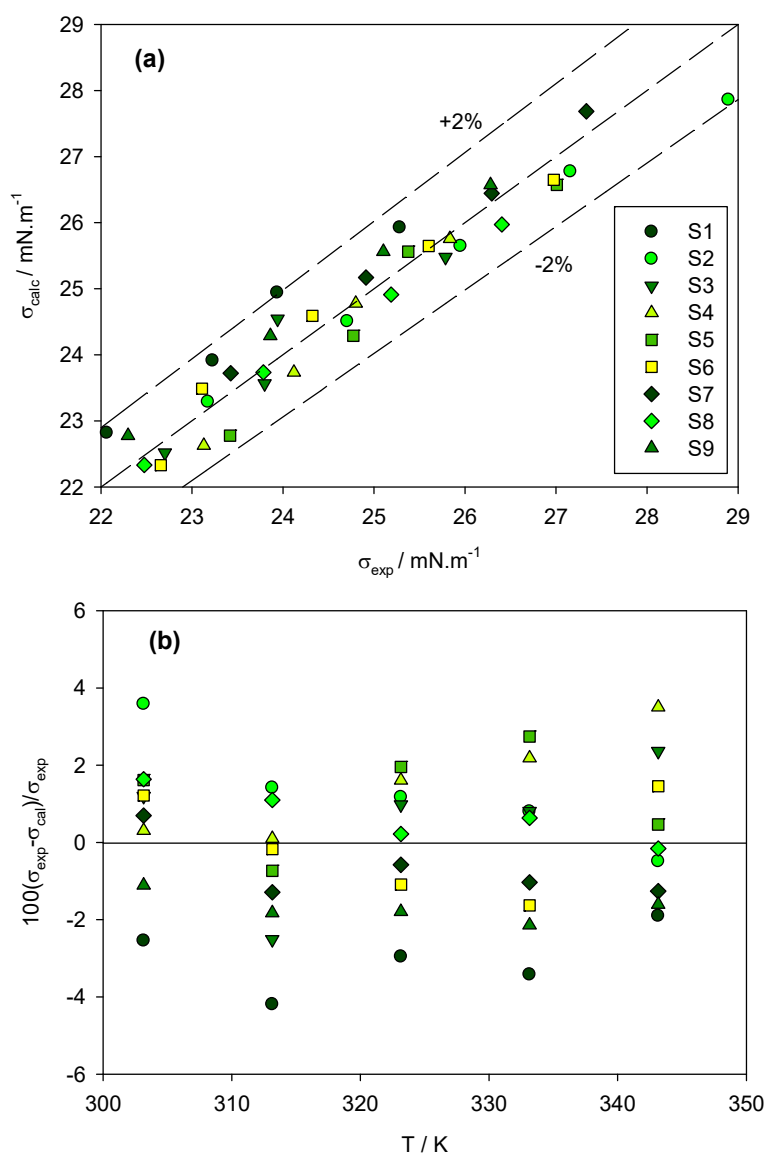 29
(a)
28
+2%
27
26
σcalc / mN.m-1
25
-2%
24
23
22
S1
S2
S3
S4
S5
S6
S7
S8
S9
22 23 24 25 26 27 28 29
σexp / mN.m-1
6
(b)
4
2
100(σexp-σcal)/σexp
0
-2
-4
-6
300 310 320 330 340 350
T / K